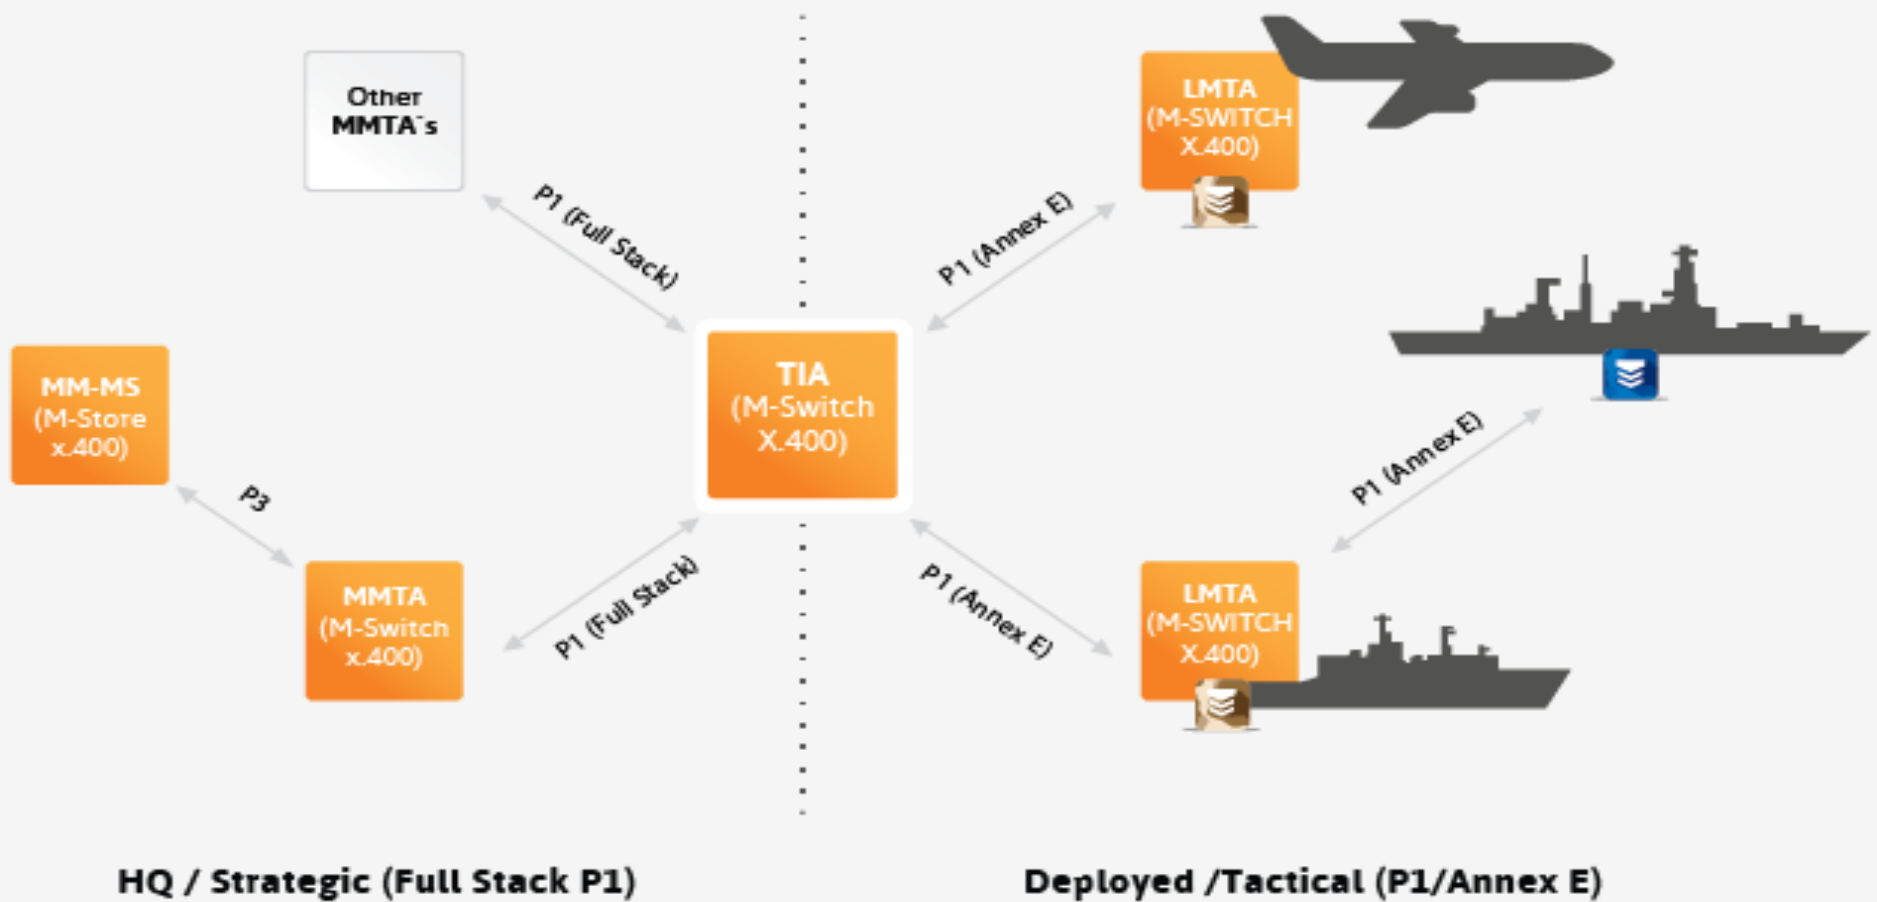 Other
MMTA`s
LMTA
(M-SWITCH
X.400)
P1 (Full Stack)
P1 (Annex E)
MM-MS
(M-Store
x.400)
TIA
(M-Switch
X.400)
P3
P1 (Annex E)
MMTA
(M-Switch
x.400)
P1 (Full Stack)
P1 (Annex E)
LMTA
(M-SWITCH
X.400)
HQ / Strategic (Full Stack P1)
Deployed /Tactical (P1/Annex E)